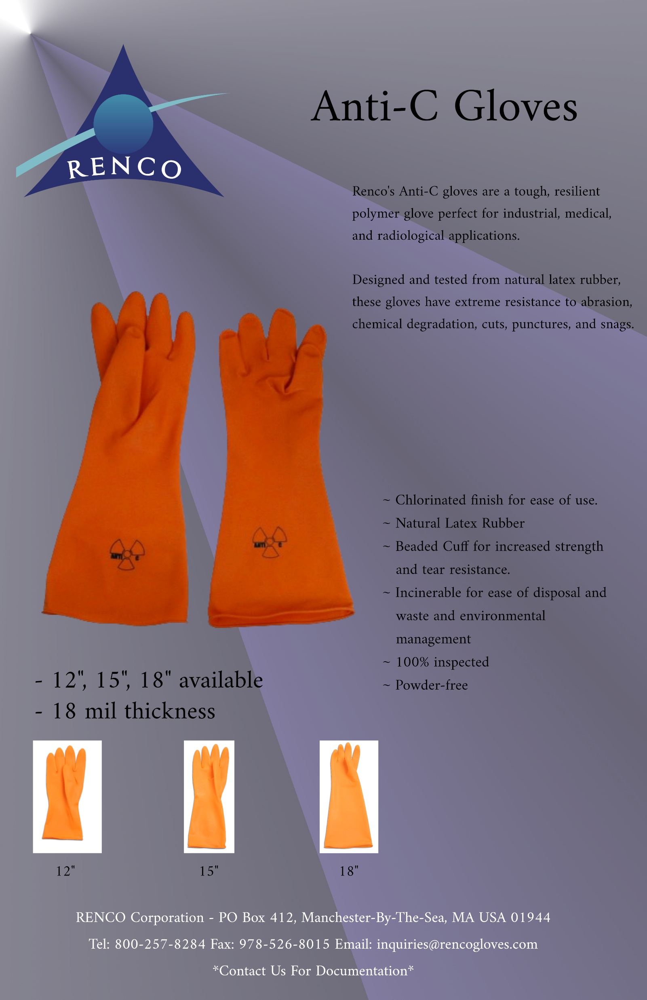 RENCO
Anti-C Gloves
Renco's Anti-C gloves are a tough, resilient
polymer glove perfect for industrial, medical,
and radiological applications.
Designed and tested from natural latex rubber,
these gloves have extreme resistance to abrasion,
chemical degradation, cuts, punctures, and snags.
ANTI C
ANTI C
~ Chlorinated finish for ease of use.
~ Natural Latex Rubber
~ Beaded Cuff for increased strength
and tear resistance.
~ Incinerable for ease of disposal and
waste and environmental
management
~ 100% inspected
~ Powder-free
- 12", 15", 18" available
- 18 mil thickness
12" 15" 18"
RENCO Corporation - PO Box 412, Manchester-By-The-Sea, MA USA 01944
Tel: 800-257-8284 Fax: 978-526-8015 Email: inquiries@rencogloves.com
*Contact Us For Documentation*